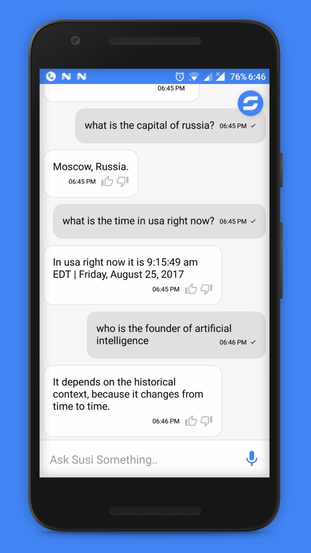 76% 6:46
06:45 PM
what is the capital of russia? 06:45 PM
Moscow, Russia.
06:45 PM
what is the time in usa right now? 06:45 PM
In usa right now it is 9:15:49 am
EDT | Friday, August 25, 2017
06:45 PM
who is the founder of artificial
intelligence 06:46 PM
It depends on the historical
context, because it changes from
time to time.
06:46 PM
Ask Susi Something..